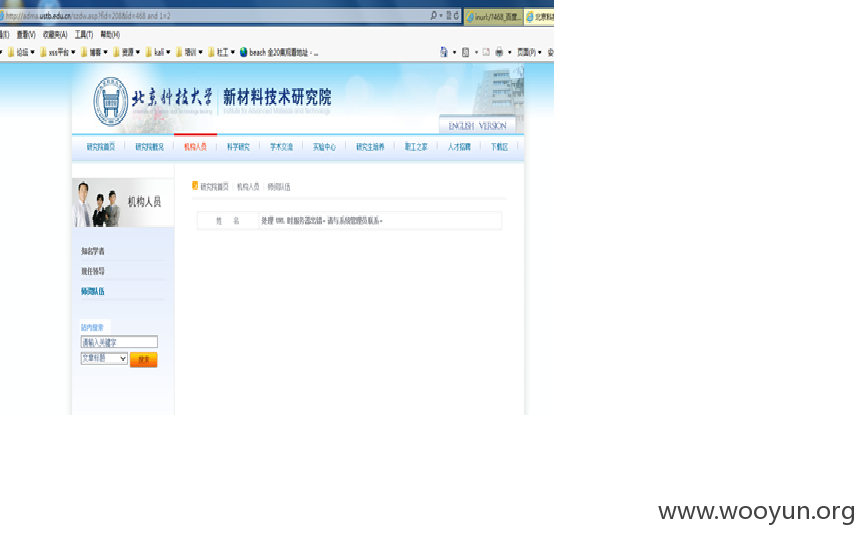 http://adma.ustb.edu.cn/szdw.asp?fid=208&id=468 and 1=2
inurl:?468_百度...
北京科技
查看(V) 收藏夹(A) 工具(T) 帮助(H)
论坛 xss平台 博客 资源 kali 培训 社工 beach 全20集观看地址 - ...
页面(P)
北京科技大学 新材料技术研究院
Institute for Advanced Materials and Technology
ENGLISH VERSION
研究院首页 研究院概况 机构人员 科学研究 学术交流 实验中心 研究生培养 职工之家 人才招聘 下载区
机构人员
研究院首页 | 机构人员 | 师资队伍
姓 名 处理 URL 时服务器出错。请与系统管理员联系。
知名学者
现任领导
师资队伍
站内搜索
请输入关键字
文章标题 搜索
www.wooyun.org